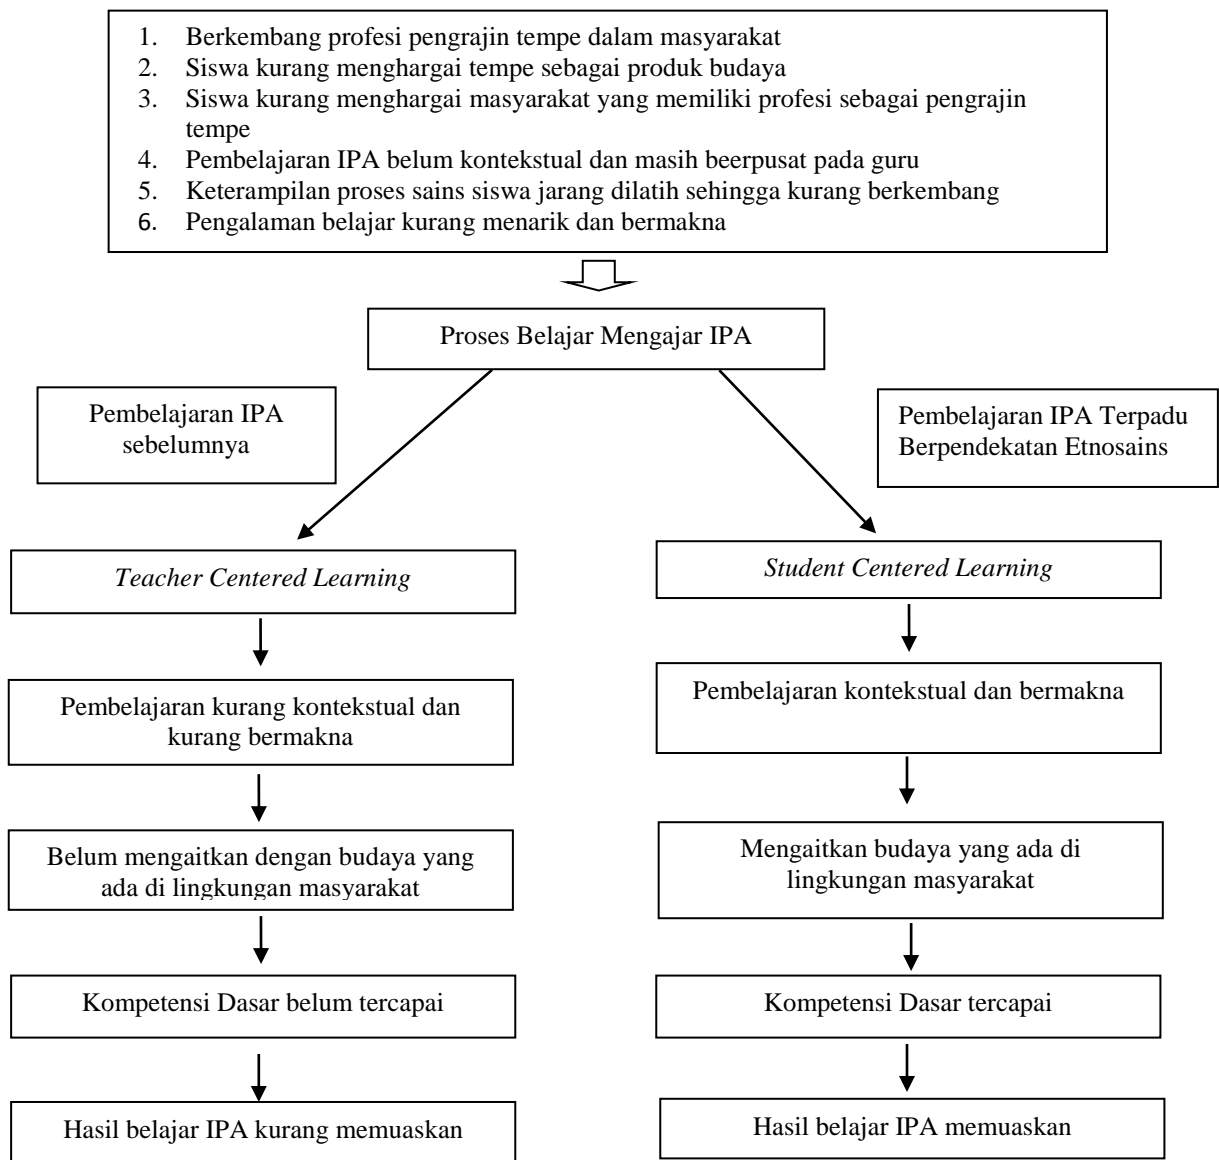 1. Berkembang profesi pengrajin tempe dalam masyarakat
2. Siswa kurang menghargai tempe sebagai produk budaya
3. Siswa kurang menghargai masyarakat yang memiliki profesi sebagai pengrajin
tempe
4. Pembelajaran IPA belum kontekstual dan masih beerpusat pada guru
5. Keterampilan proses sains siswa jarang dilatih sehingga kurang berkembang
6. Pengalaman belajar kurang menarik dan bermakna
Proses Belajar Mengajar IPA
Pembelajaran IPA
sebelumnya
Pembelajaran IPA Terpadu
Berpendekatan Etnosains
Teacher Centered Learning
Student Centered Learning
Pembelajaran kurang kontekstual dan
kurang bermakna
Pembelajaran kontekstual dan bermakna
Belum mengaitkan dengan budaya yang
ada di lingkungan masyarakat
Mengaitkan budaya yang ada di
lingkungan masyarakat
Kompetensi Dasar belum tercapai
Kompetensi Dasar tercapai
Hasil belajar IPA kurang memuaskan
Hasil belajar IPA memuaskan